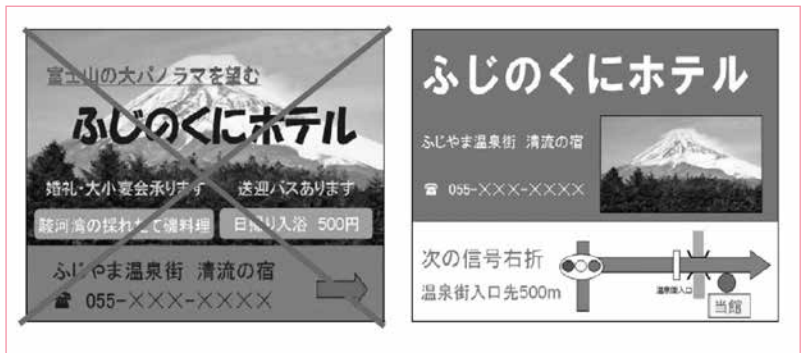 富士山の大パノラマを望む
ふじのくにホテル
婚礼・大小宴会承ります 送迎バスあります
駿河湾の採れたて磯料理 日帰り入浴 500円
ふじやま温泉街 清流の宿
☎ 055-×××-××××
ふじのくにホテル
ふじやま温泉街 清流の宿
☎ 055-×××-××××
次の信号右折
温泉街入口先500m
温泉街入口
当館